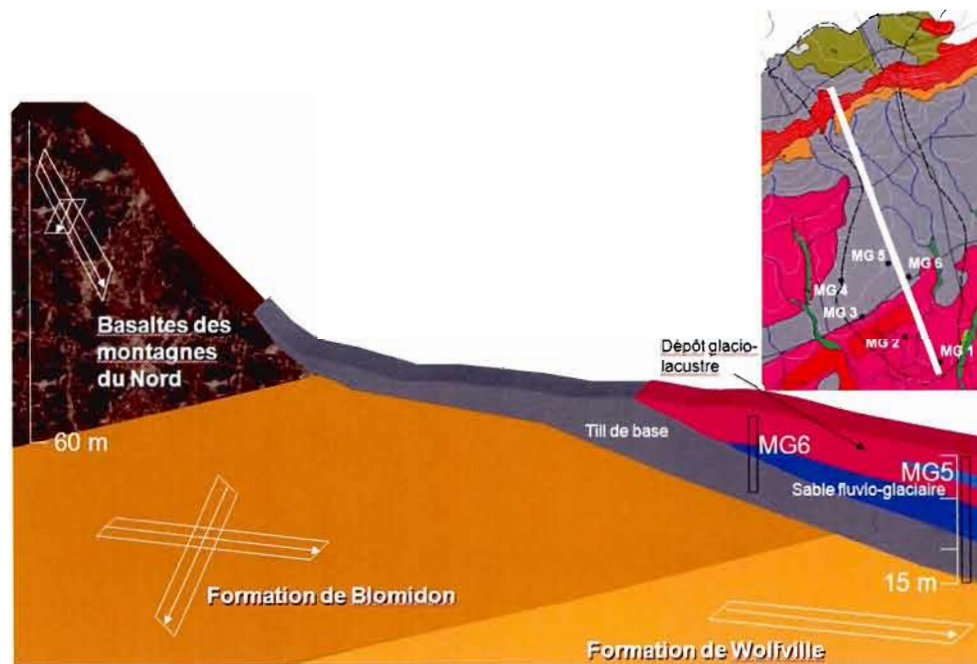 MG 5
MG 6
MG 4
MG 3
MG 2
MG 1
Basaltes des
montagnes
du Nord
60 m
Dèpôt glacio-
lacustre
Till de base
MG6
MG5
Sable fluvio-glaciaire
15 m
Formation de Blomidon
Formation de Wolfville